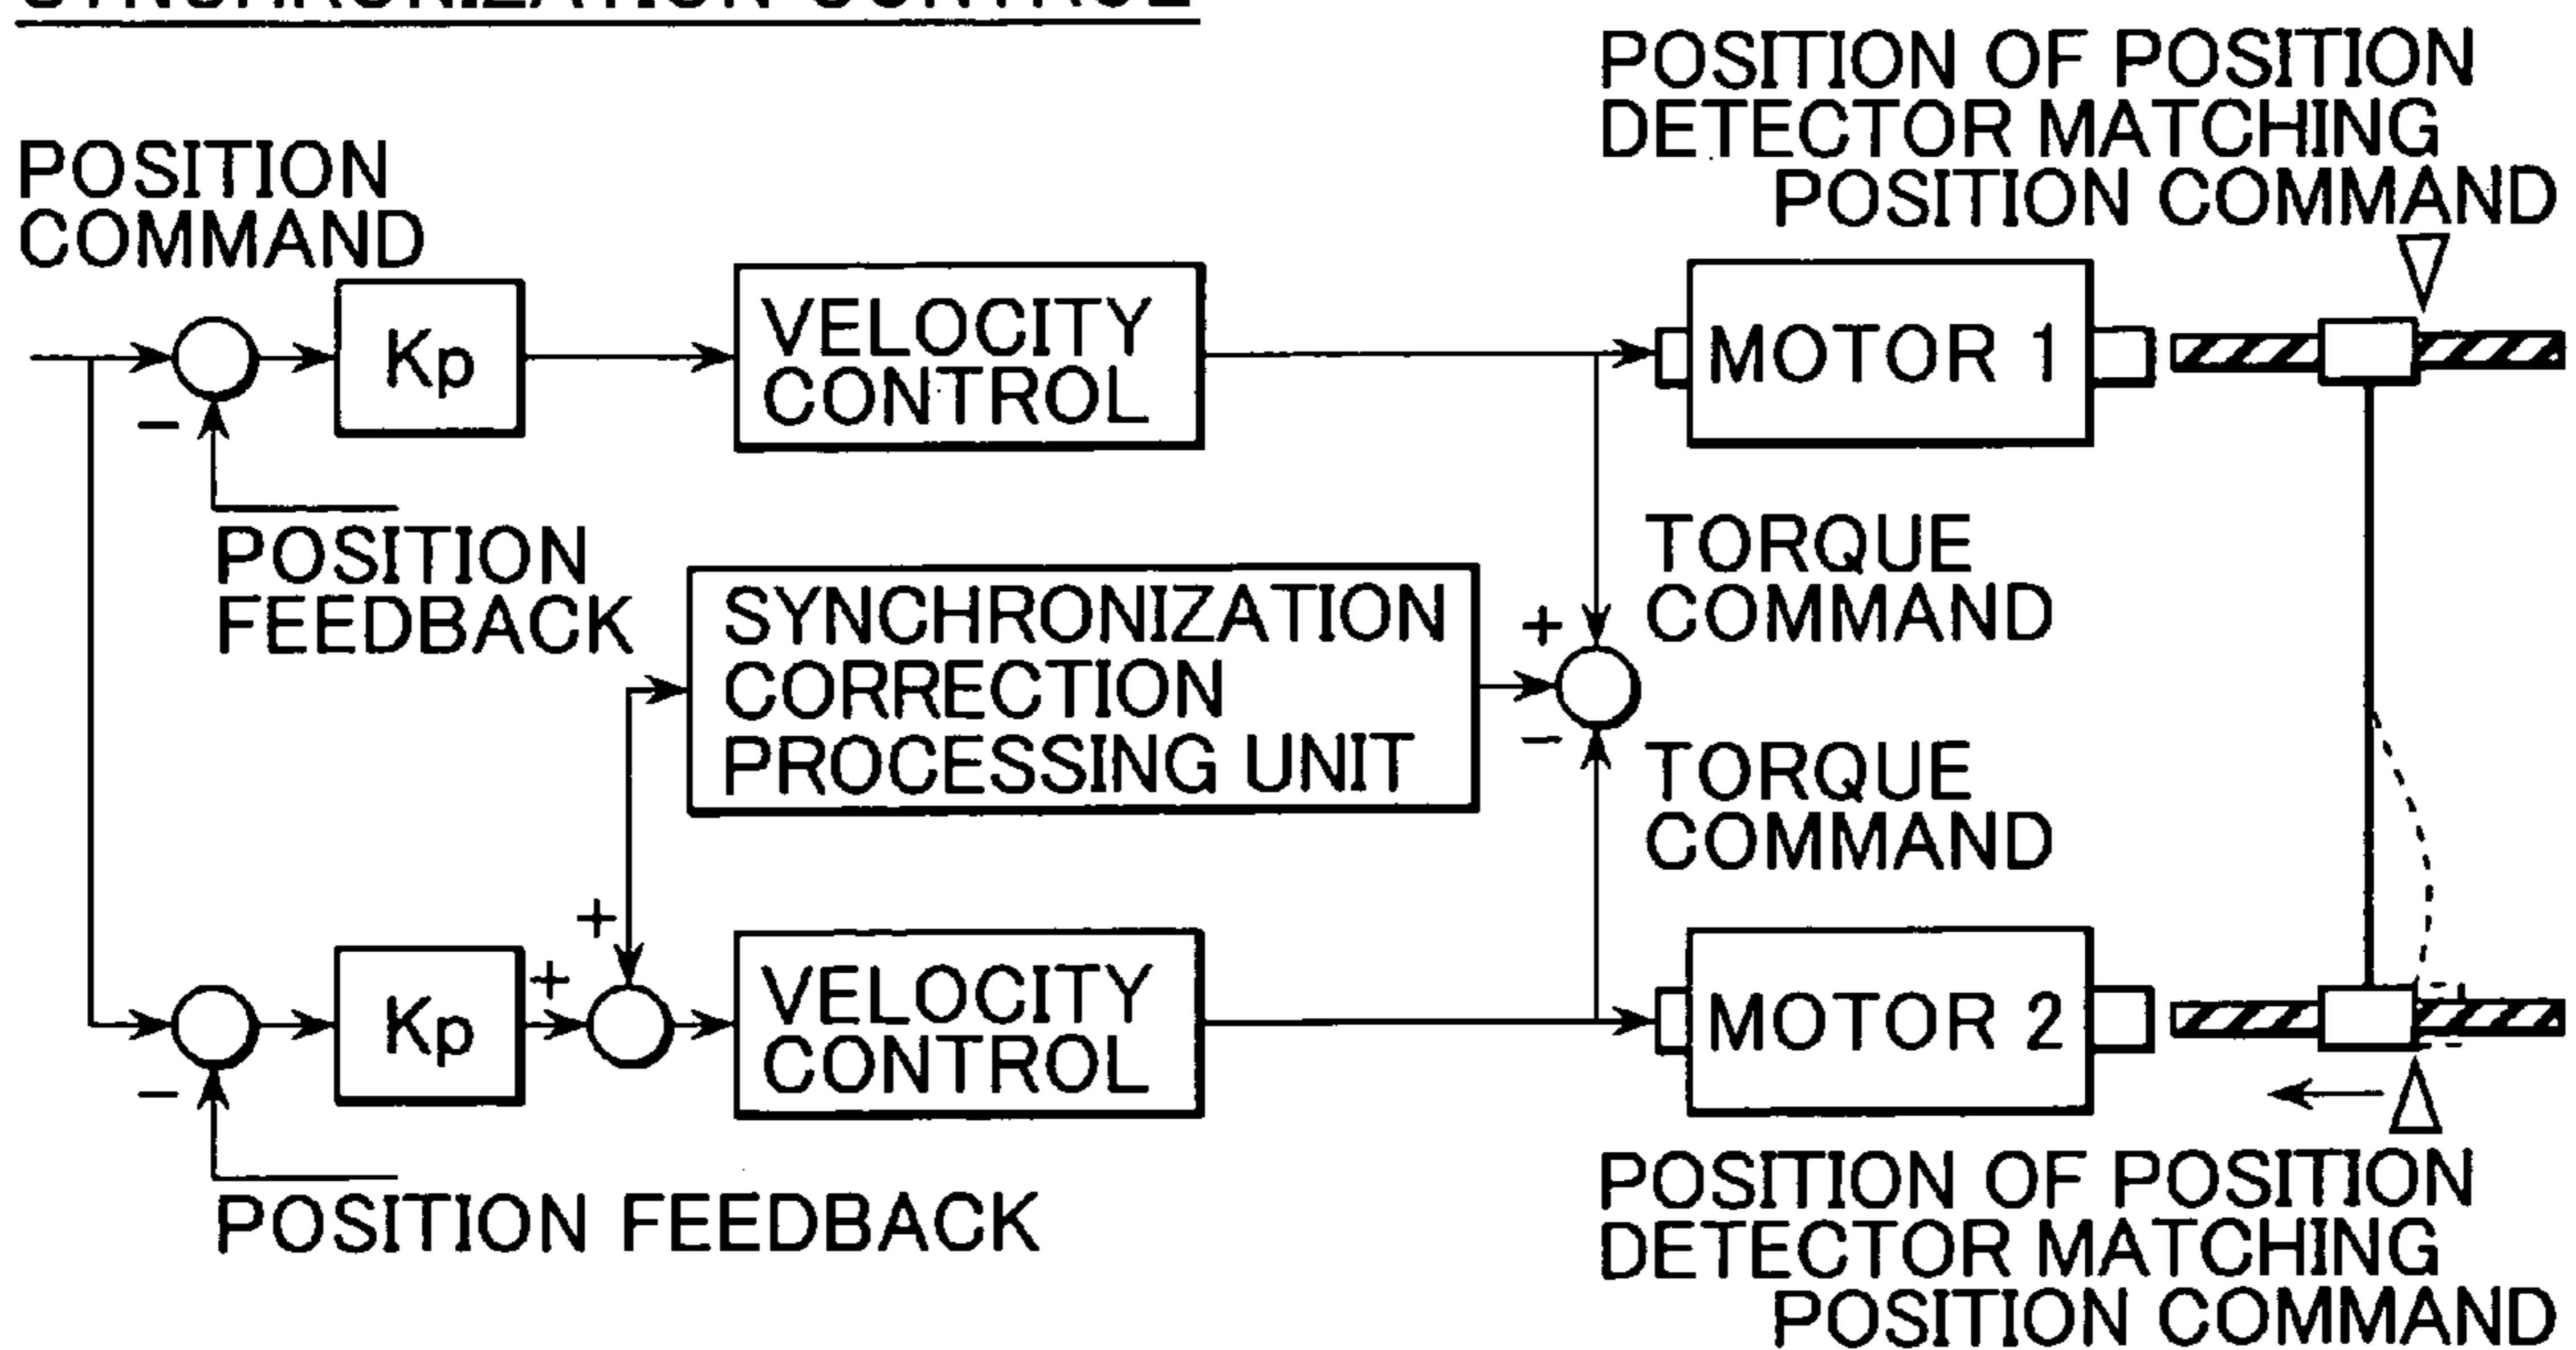 POSITION OF POSITION
DETECTOR MATCHING
POSITION COMMAND
POSITION
COMMAND
Kp
VELOCITY
CONTROL
MOTOR 1
−
POSITION
FEEDBACK
TORQUE
COMMAND
SYNCHRONIZATION
CORRECTION
PROCESSING UNIT
+
−
TORQUE
COMMAND
+
+
Kp
VELOCITY
CONTROL
MOTOR 2
−
POSITION FEEDBACK
POSITION OF POSITION
DETECTOR MATCHING
POSITION COMMAND